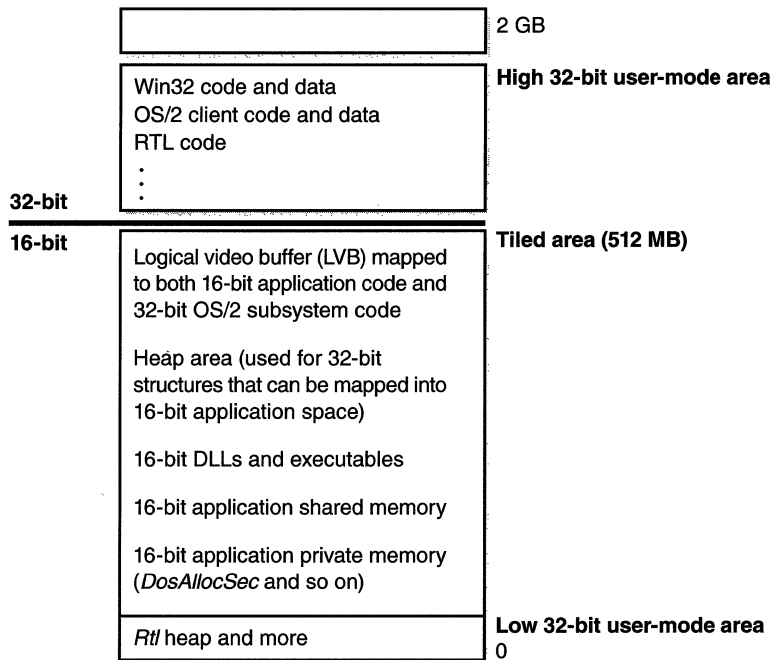 2 GB
High 32-bit user-mode area
Win32 code and data
OS/2 client code and data
RTL code
32-bit
16-bit
Tiled area (512 MB)
Logical video buffer (LVB) mapped
to both 16-bit application code and
32-bit OS/2 subsystem code
Heap area (used for 32-bit
structures that can be mapped into
16-bit application space)
16-bit DLLs and executables
16-bit application shared memory
16-bit application private memory
(DosAllocSec and so on)
Low 32-bit user-mode area
Rtl heap and more
0